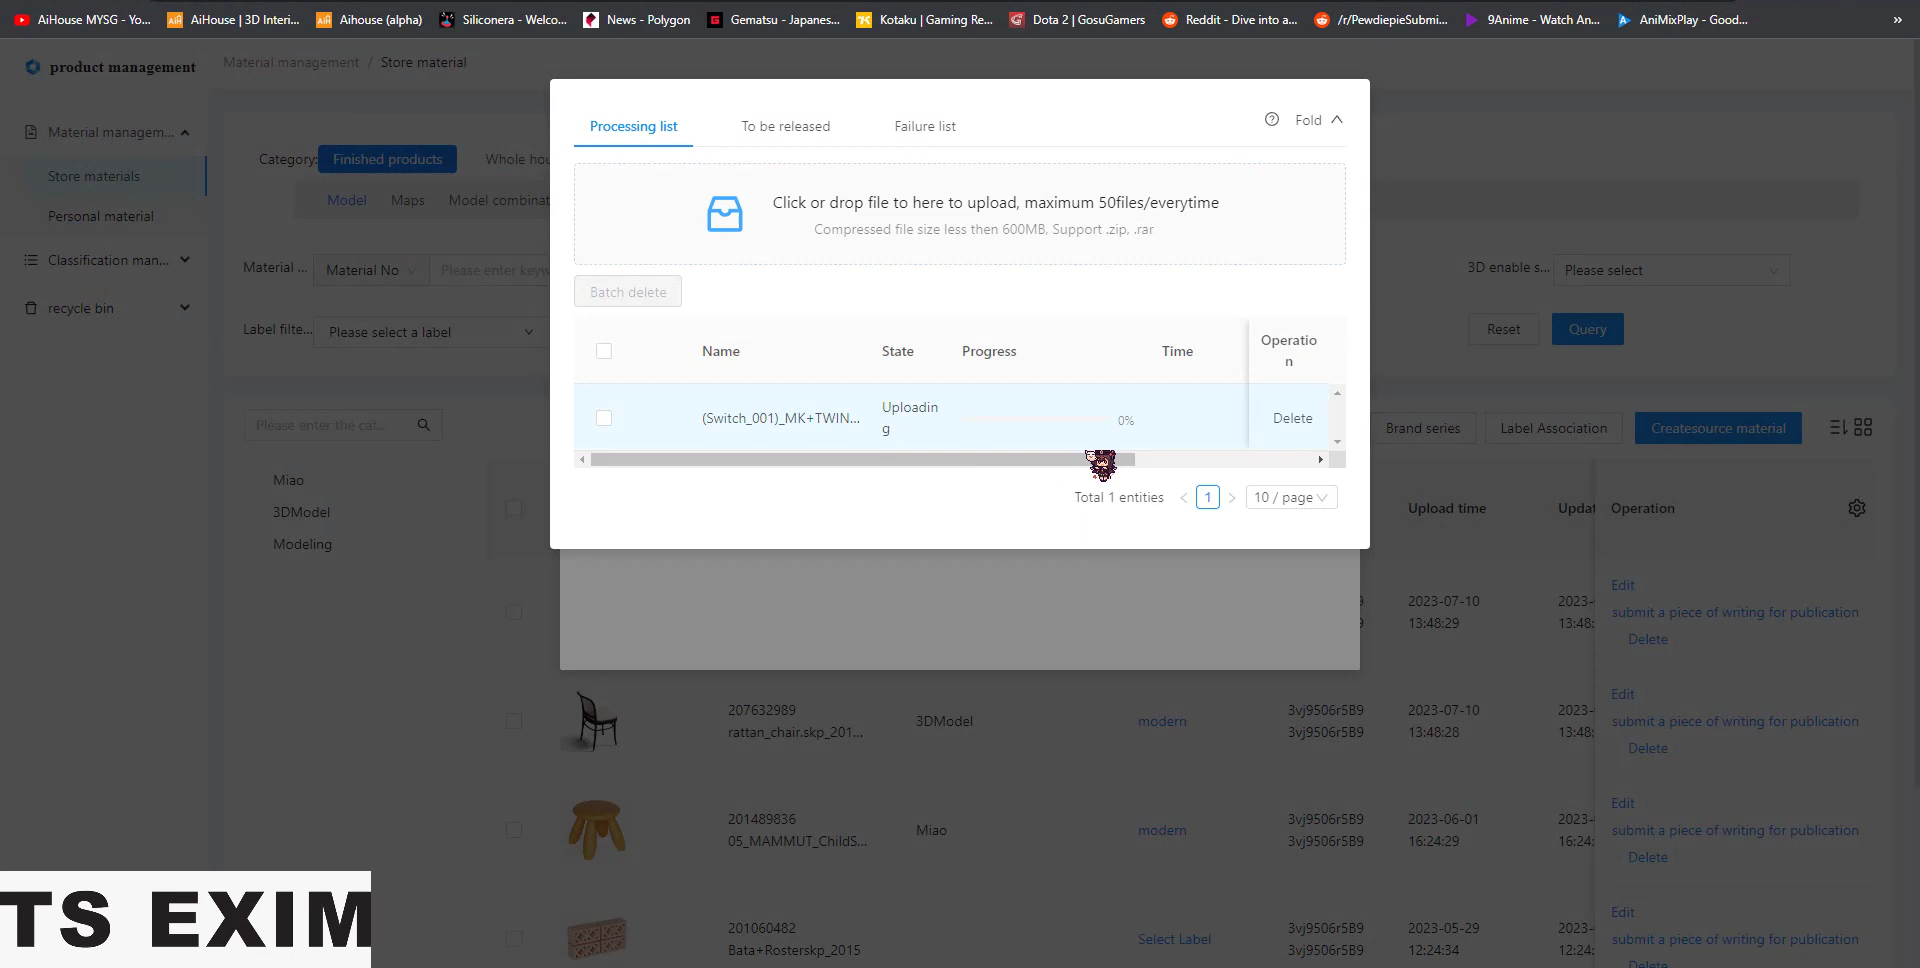 AiHouse MYSG - Yo...
AiHouse | 3D Interi...
Aihouse (alpha)
Siliconera - Welco...
News - Polygon
Gematsu - Japanes...
Kotaku | Gaming Re...
Dota 2 | GosuGamers
Reddit - Dive into a...
/r/PewdiepieSubmi...
9Anime - Watch An...
AniMixPlay - Good...
»
product management
Material management / Store material
Material managem...
Store materials
Personal material
Classification man...
recycle bin
Category:
Finished products
Whole hou
Model
Maps
Model combinat
Material ...
Material No
Please enter keyw
3D enable s...
Please select
Label filte...
Please select a label
Reset
Query
Processing list
To be released
Failure list
Fold
Click or drop file to here to upload, maximum 50files/everytime
Compressed file size less then 600MB, Support .zip, .rar
Batch delete
Name
State
Progress
Time
Operatio
n
(Switch_001)_MK+TWIN...
Uploadin
g
0%
Delete
Total 1 entities
1
10 / page
Please enter the cat...
Brand series
Label Association
Createsource material
Miao
3DModel
Modeling
Upload time
Updat
Operation
9
9
2023-07-10
13:48:29
2023-
13:48:
Edit
submit a piece of writing for publication
Delete
207632989
rattan_chair.skp_201...
3DModel
modern
3vj9506r5B9
3vj9506r5B9
2023-07-10
13:48:28
2023-
13:48:
Edit
submit a piece of writing for publication
Delete
201489836
05_MAMMUT_ChildS...
Miao
modern
3vj9506r5B9
3vj9506r5B9
2023-06-01
16:24:29
2023-
16:24:
Edit
submit a piece of writing for publication
Delete
201060482
Bata+Rosterskp_2015
Select Label
3vj9506r5B9
3vj9506r5B9
2023-05-29
12:24:34
2023-
12:24:
Edit
submit a piece of writing for publication
Delete
TS EXIM